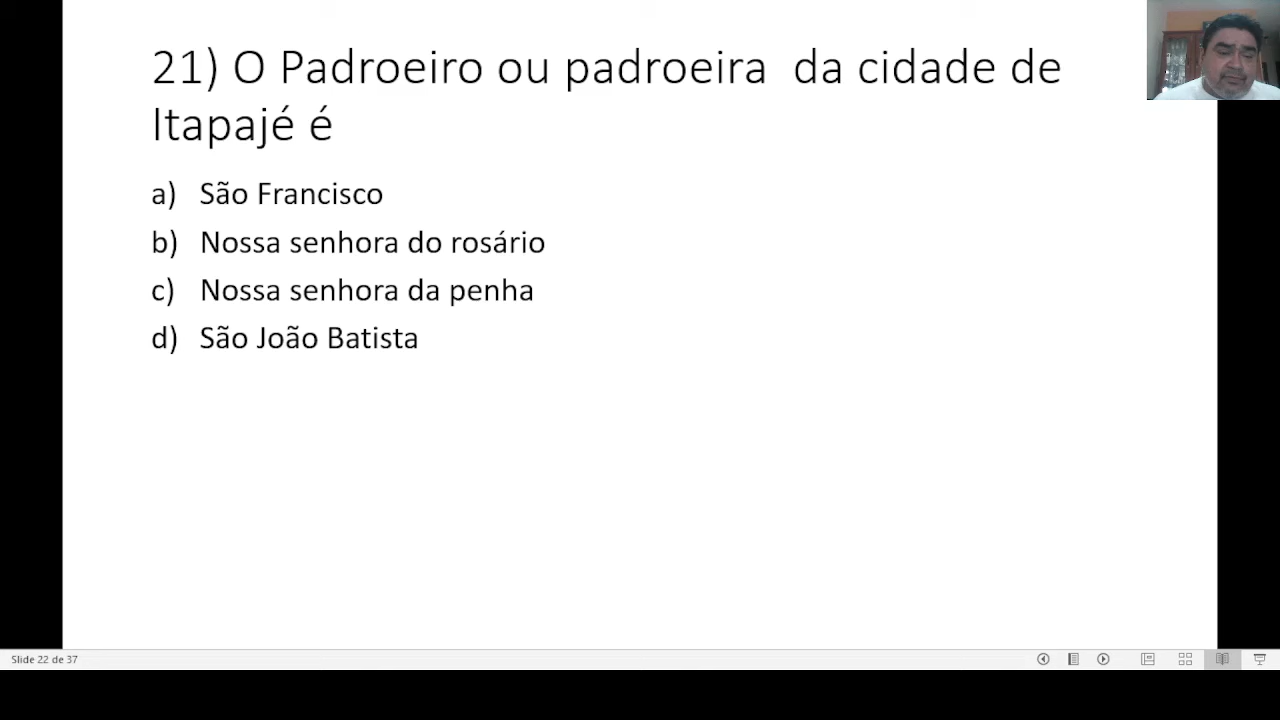 21) O Padroeiro ou padroeira da cidade de
Itapajé é
a) São Francisco
b) Nossa senhora do rosário
c) Nossa senhora da penha
d) São João Batista
Slide 22 de 37